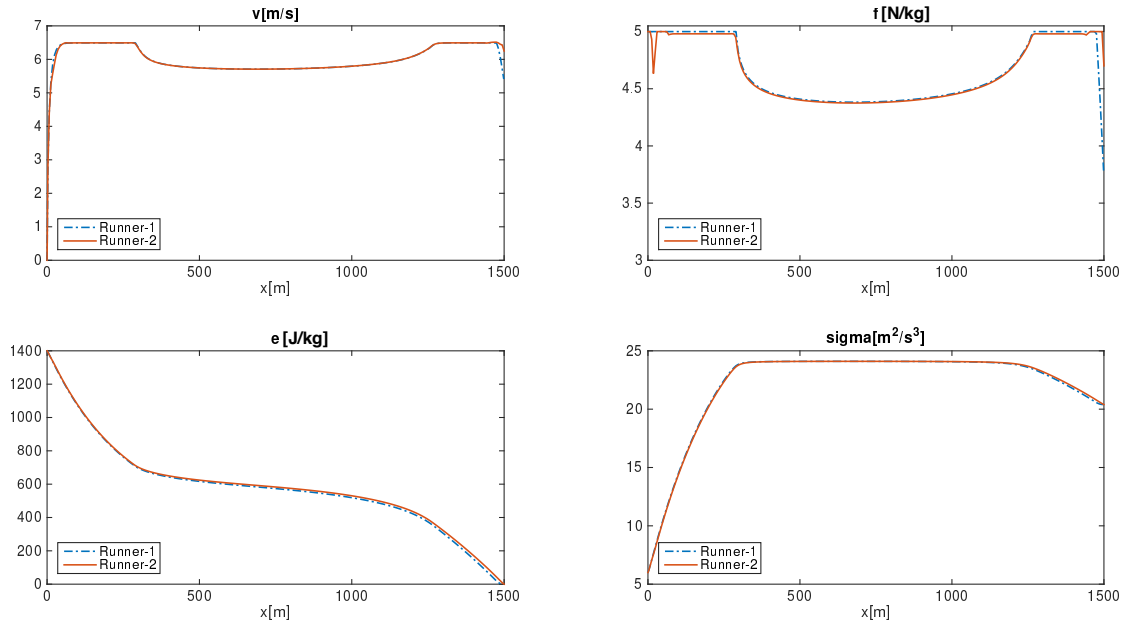 v[m/s]
7
6
5
4
3
2
1
0
Runner-1
Runner-2
0
500
1000
1500
x[m]
f [N/kg]
5
4.5
4
3.5
3
Runner-1
Runner-2
0
500
1000
1500
x[m]
e [J/kg]
1400
1200
1000
800
600
400
200
0
Runner-1
Runner-2
0
500
1000
1500
x[m]
sigma[m²/s³]
25
20
15
10
5
Runner-1
Runner-2
0
500
1000
1500
x[m]